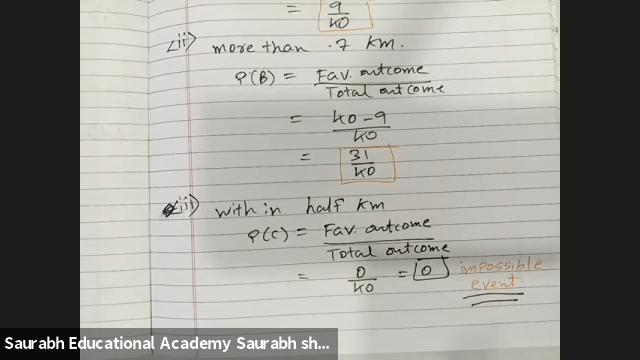 = 9/40
(ii) more than .7 km.
P(B) = Fav. outcome / Total outcome
= 40-9 / 40
= 31/40
(iii) with in half km
P(C) = Fav. outcome / Total outcome
= 0/40 = 0 impossible
event
Saurabh Educational Academy Saurabh sh...